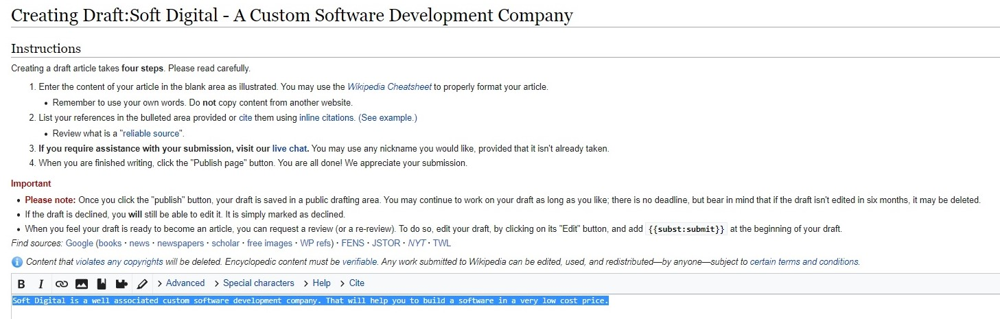 Creating Draft:Soft Digital - A Custom Software Development Company
Instructions
Creating a draft article takes four steps. Please read carefully.
1. Enter the content of your article in the blank area as illustrated. You may use the Wikipedia Cheatsheet to properly format your article.
• Remember to use your own words. Do not copy content from another website.
2. List your references in the bulleted area provided or cite them using inline citations. (See example.)
• Review what is a "reliable source".
3. If you require assistance with your submission, visit our live chat. You may use any nickname you would like, provided that it isn't already taken.
4. When you are finished writing, click the "Publish page" button. You are all done! We appreciate your submission.
Important
• Please note: Once you click the "publish" button, your draft is saved in a public drafting area. You may continue to work on your draft as long as you like; there is no deadline, but bear in mind that if the draft isn't edited in six months, it may be deleted.
• If the draft is declined, you will still be able to edit it. It is simply marked as declined.
• When you feel your draft is ready to become an article, you can request a review (or a re-review). To do so, edit your draft, by clicking on its "Edit" button, and add {{subst:submit}} at the beginning of your draft.
Find sources: Google (books · news · newspapers · scholar · free images · WP refs) · FENS · JSTOR · NYT · TWL
Content that violates any copyrights will be deleted. Encyclopedic content must be verifiable. Any work submitted to Wikipedia can be edited, used, and redistributed—by anyone—subject to certain terms and conditions.
B I > Advanced > Special characters > Help > Cite
Soft Digital is a well associated custom software development company. That will help you to build a software in a very low cost price.